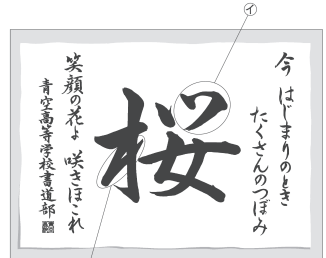 ㋑
今 はじまりのとき
たくさんのつぼみ
桜
笑顔の花よ 咲きほこれ
青空高等学校書道部